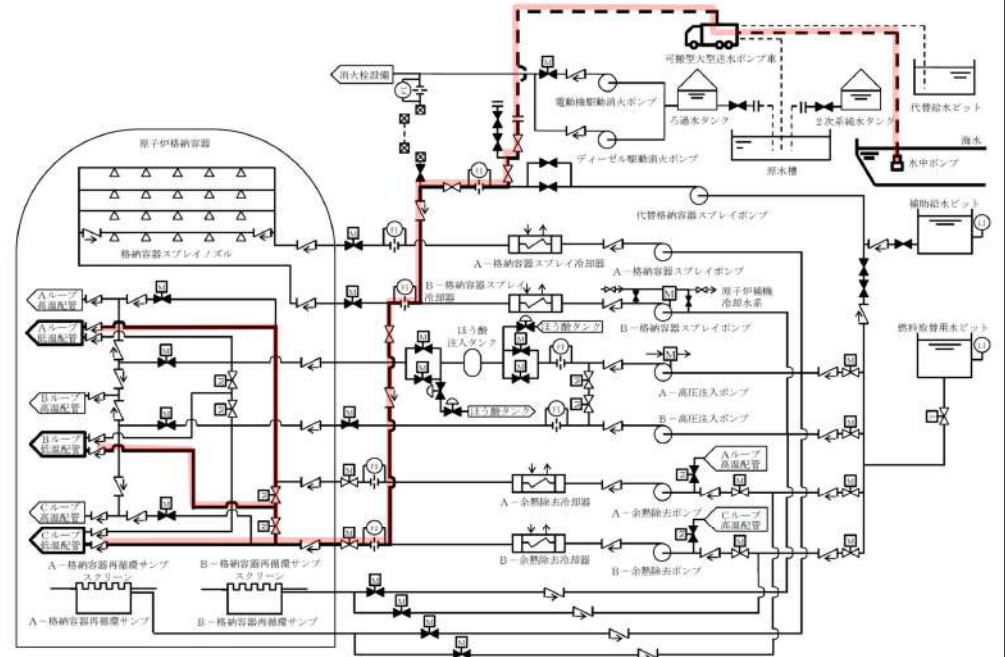 可搬型大型送水ポンプ車
消火栓設備
電動機駆動消火ポンプ
ろ過水タンク
2次系純水タンク
代替給水ピット
海水
水中ポンプ
原水槽
ディーゼル駆動消火ポンプ
原子炉格納容器
代替格納容器スプレイポンプ
補助給水ピット
格納容器スプレイノズル
A-格納容器スプレイ冷却器
A-格納容器スプレイポンプ
B-格納容器スプレイ
冷却器
原子炉補機
冷却水系
B-格納容器スプレイポンプ
燃料取替用水ピット
Aループ
高温配管
Aループ
低温配管
ほう酸
注入タンク
ほう酸タンク
A-高圧注入ポンプ
Bループ
高温配管
ほう酸タンク
B-高圧注入ポンプ
Bループ
低温配管
Aループ
高温配管
A-余熱除去冷却器
A-余熱除去ポンプ
Cループ
高温配管
Cループ
高温配管
Cループ
低温配管
B-余熱除去冷却器
B-余熱除去ポンプ
A-格納容器再循環サンプ
スクリーン
B-格納容器再循環サンプ
スクリーン
A-格納容器再循環サンプ
B-格納容器再循環サンプ